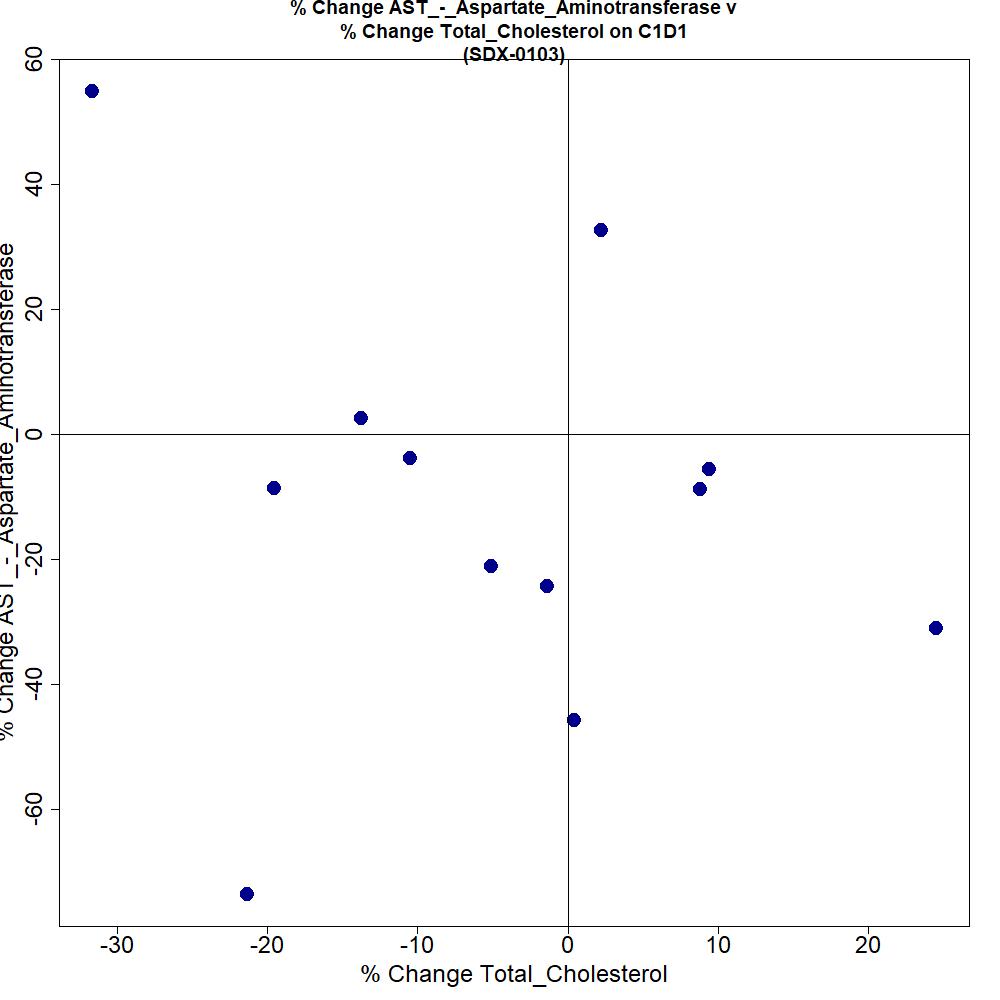 % Change AST_-_Aspartate_Aminotransferase v
% Change Total_Cholesterol on C1D1
(SDX-0103)
% Change AST_-_Aspartate_Aminotransferase
60
40
20
0
-20
-40
-60
-30
-20
-10
0
10
20
% Change Total_Cholesterol